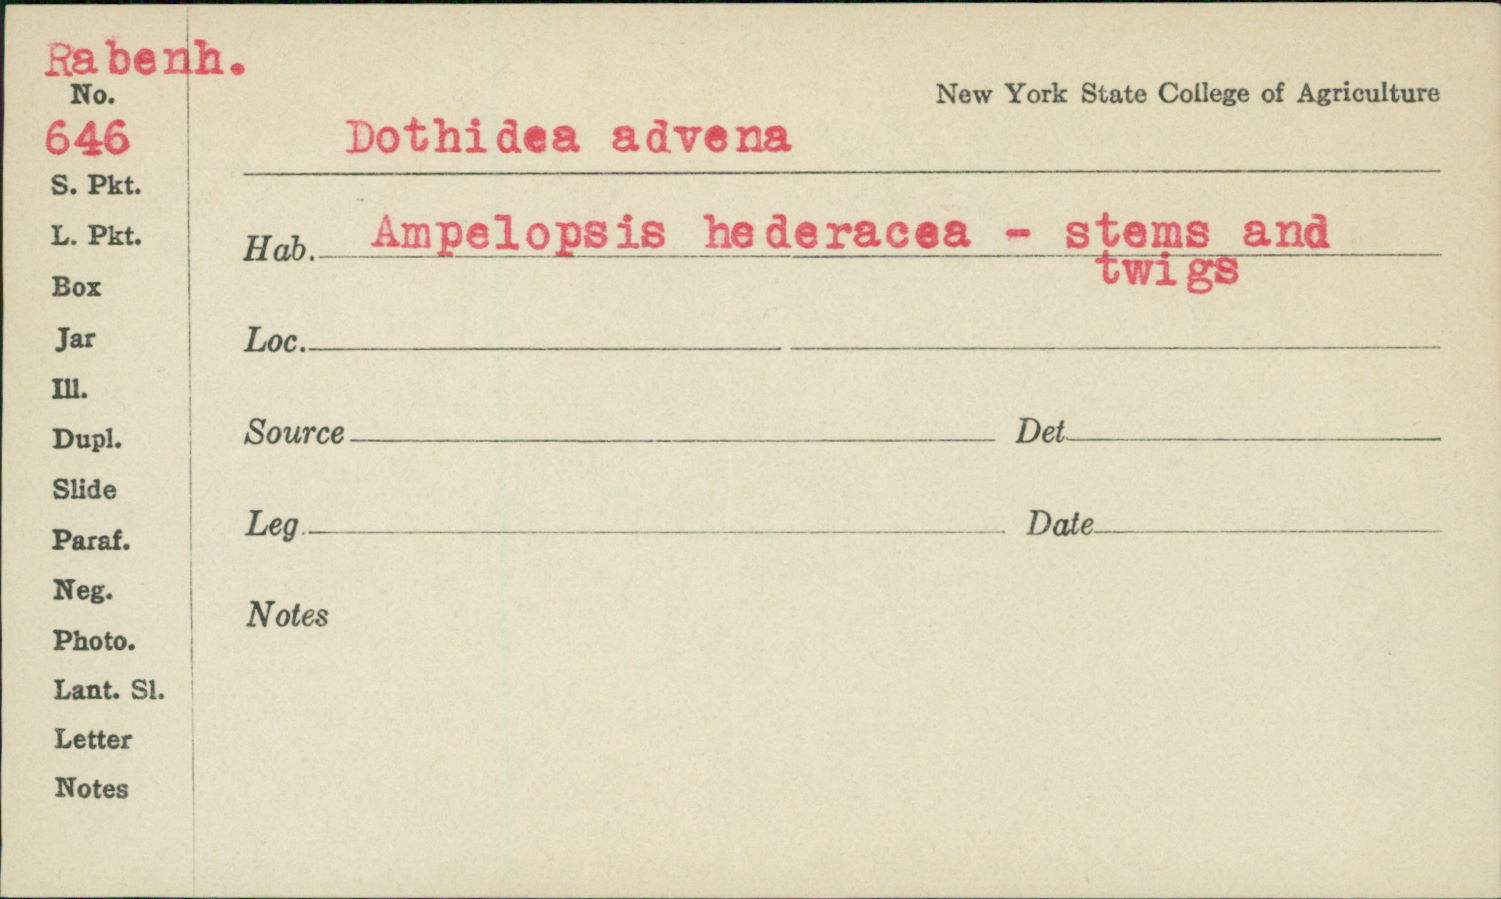 Rabenh.
No.
New York State College of Agriculture
646
Dothidea advena
S. Pkt.
L. Pkt.
Hab. Ampelopsis hederacea - stems and
twigs
Box
Jar
Loc.
Ill.
Dupl.
Source Det.
Slide
Leg. Date
Paraf.
Neg.
Notes
Photo.
Lant. Sl.
Letter
Notes